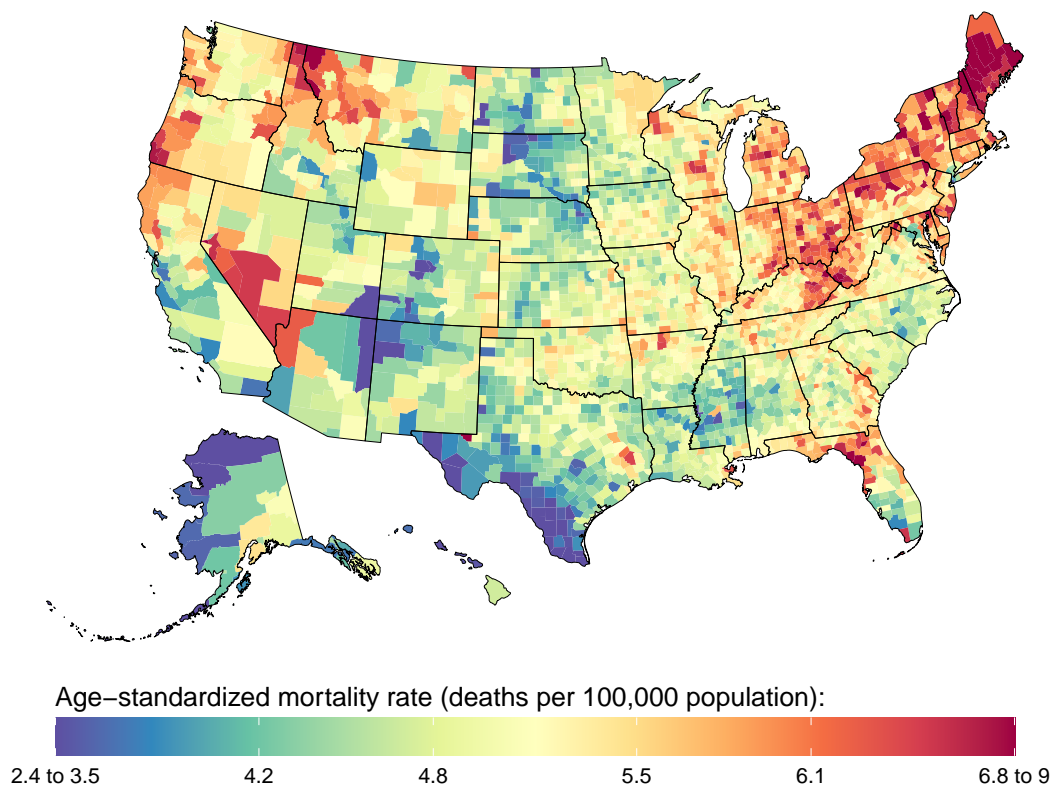 Age−standardized mortality rate (deaths per 100,000 population):
2.4 to 3.5 4.2 4.8 5.5 6.1 6.8 to 9